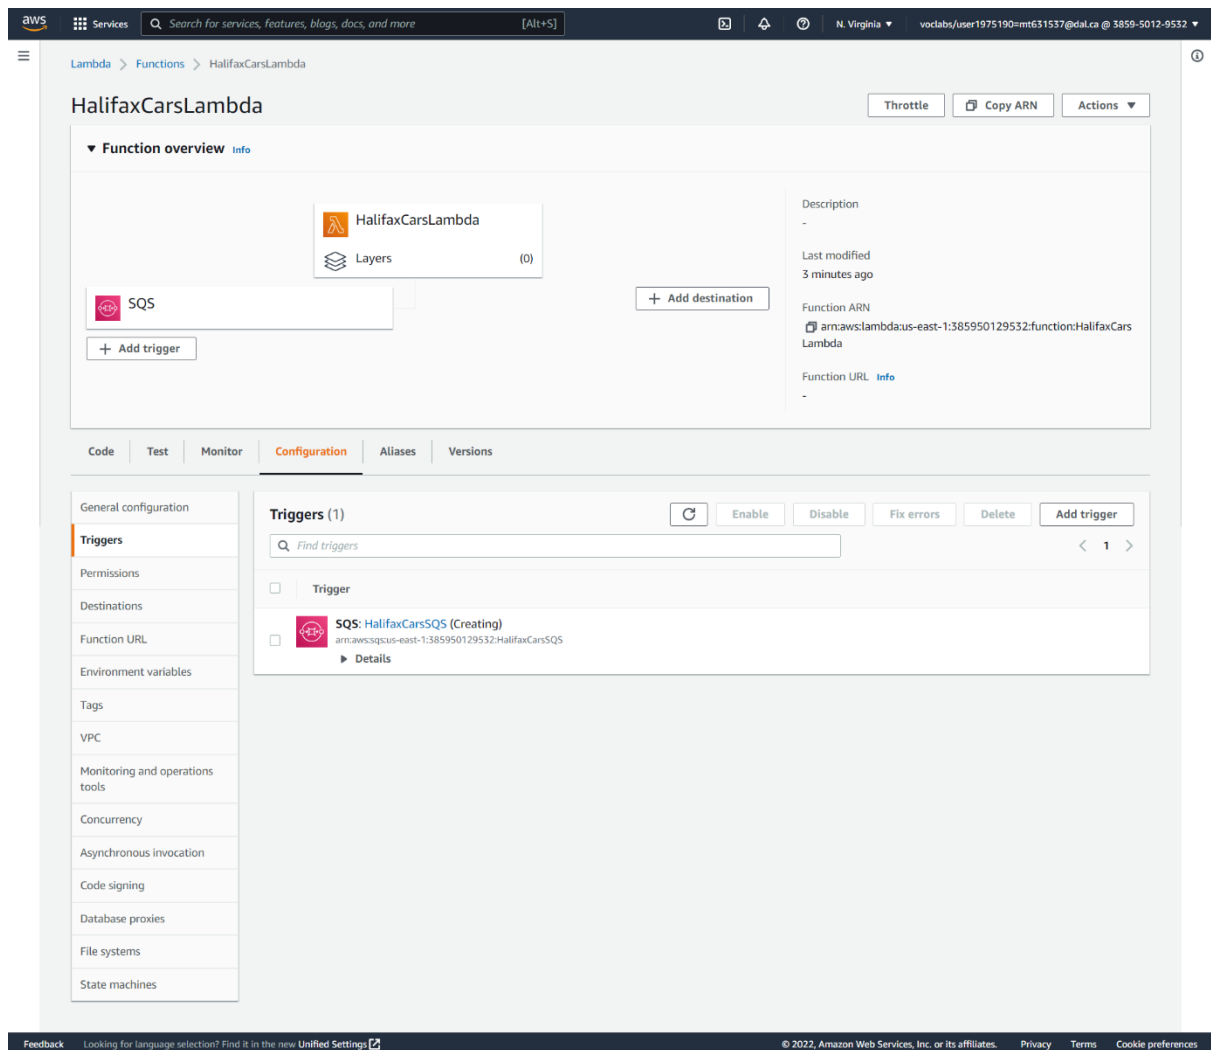 aws Services Search for services, features, blogs, docs, and more [Alt+S] N. Virginia ▼ voclabs/user1975190=mt631537@dal.ca @ 3859-5012-9532 ▼
Lambda > Functions > HalifaxCarsLambda
HalifaxCarsLambda
Throttle Copy ARN Actions ▼
▼ Function overview Info
HalifaxCarsLambda
Layers (0)
SQS
+ Add trigger
+ Add destination
Description
-
Last modified
3 minutes ago
Function ARN
arn:aws:lambda:us-east-1:385950129532:function:HalifaxCars
Lambda
Function URL Info
-
Code Test Monitor Configuration Aliases Versions
General configuration
Triggers
Permissions
Destinations
Function URL
Environment variables
Tags
VPC
Monitoring and operations
tools
Concurrency
Asynchronous invocation
Code signing
Database proxies
File systems
State machines
Triggers (1)
Enable Disable Fix errors Delete Add trigger
Find triggers
< 1 >
Trigger
SQS: HalifaxCarsSQS (Creating)
arn:aws:sqs:us-east-1:385950129532:HalifaxCarsSQS
▶ Details
Feedback Looking for language selection? Find it in the new Unified Settings © 2022, Amazon Web Services, Inc. or its affiliates. Privacy Terms Cookie preferences